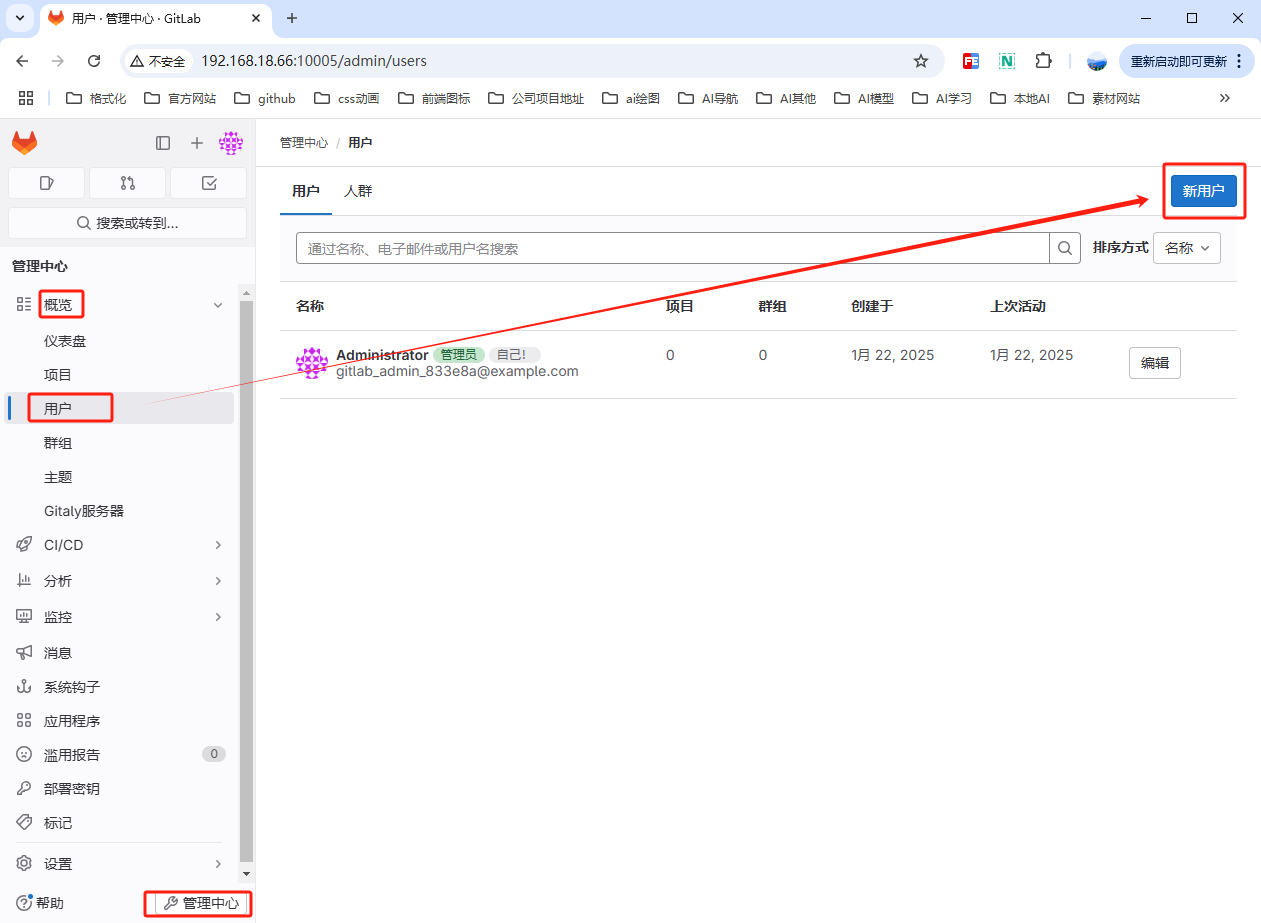 用户 · 管理中心 · GitLab
不安全 192.168.18.66:10005/admin/users 重新启动即可更新
格式化 官方网站 github css动画 前端图标 公司项目地址 ai绘图 AI导航 AI其他 AI模型 AI学习 本地AI 素材网站
管理中心 / 用户
用户 人群
新用户
搜索或转到...
通过名称、电子邮件或用户名搜索 排序方式 名称
管理中心
概览
仪表盘
项目
用户
群组
主题
Gitaly服务器
CI/CD
分析
监控
消息
系统钩子
应用程序
滥用报告 0
部署密钥
标记
设置
帮助 管理中心
名称 项目 群组 创建于 上次活动
Administrator 管理员 自己! 0 0 1月 22, 2025 1月 22, 2025 编辑
gitlab_admin_833e8a@example.com